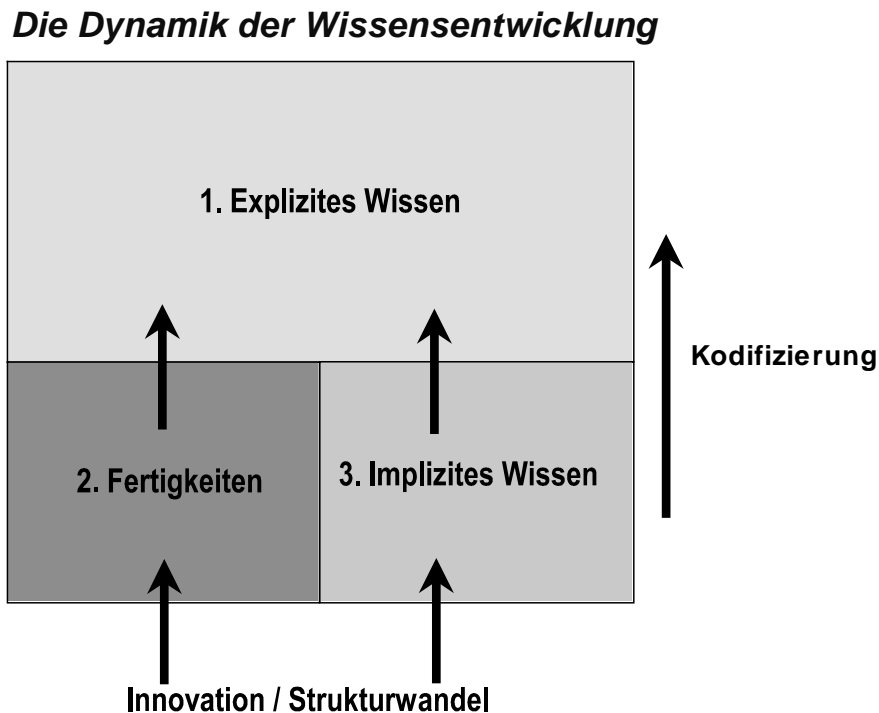 Die Dynamik der Wissensentwicklung
1. Explizites Wissen
Kodifizierung
2. Fertigkeiten
3. Implizites Wissen
Innovation / Strukturwandel